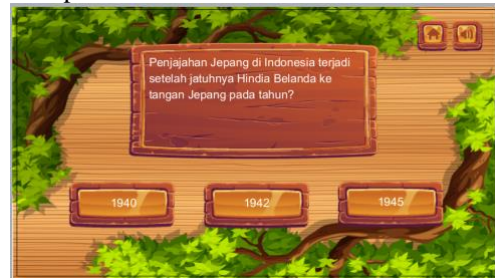 Penjajahan Jepang di Indonesia terjadi
setelah jatuhnya Hindia Belanda ke
tangan Jepang pada tahun?
1940
1942
1945